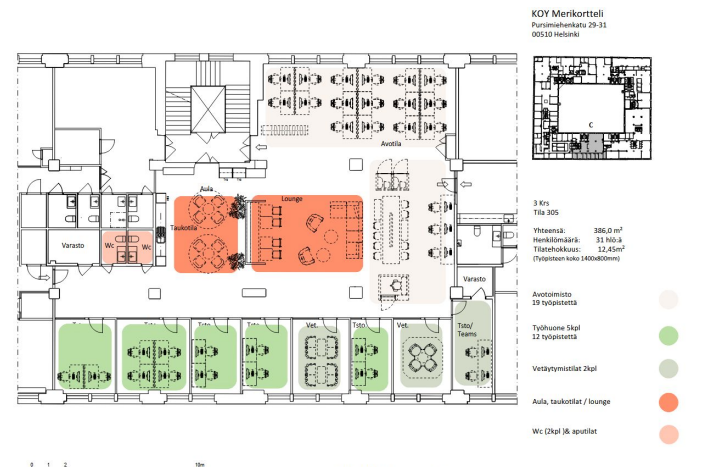 KOY Merikortteli
Pursimiehenkatu 29-31
00510 Helsinki
C
Avotila
Aula
Lounge
Taukotila
Varasto
Wc
Wc
Varasto
Tsto
Tsto
Tsto
Tsto
Vet.
Tsto
Vet.
Tsto/
Teams
3 Krs
Tila 305
Yhteensä: 386,0 m²
Henkilömäärä: 31 hlö:ä
Tilatehokkuus: 12,45m²
(Työpisteen koko 1400x800mm)
Avotoimisto
19 työpistettä
Työhuone 5kpl
12 työpistettä
Vetäytymistilat 2kpl
Aula, taukotilat / lounge
Wc (2kpl )& aputilat
0 1 2 10m